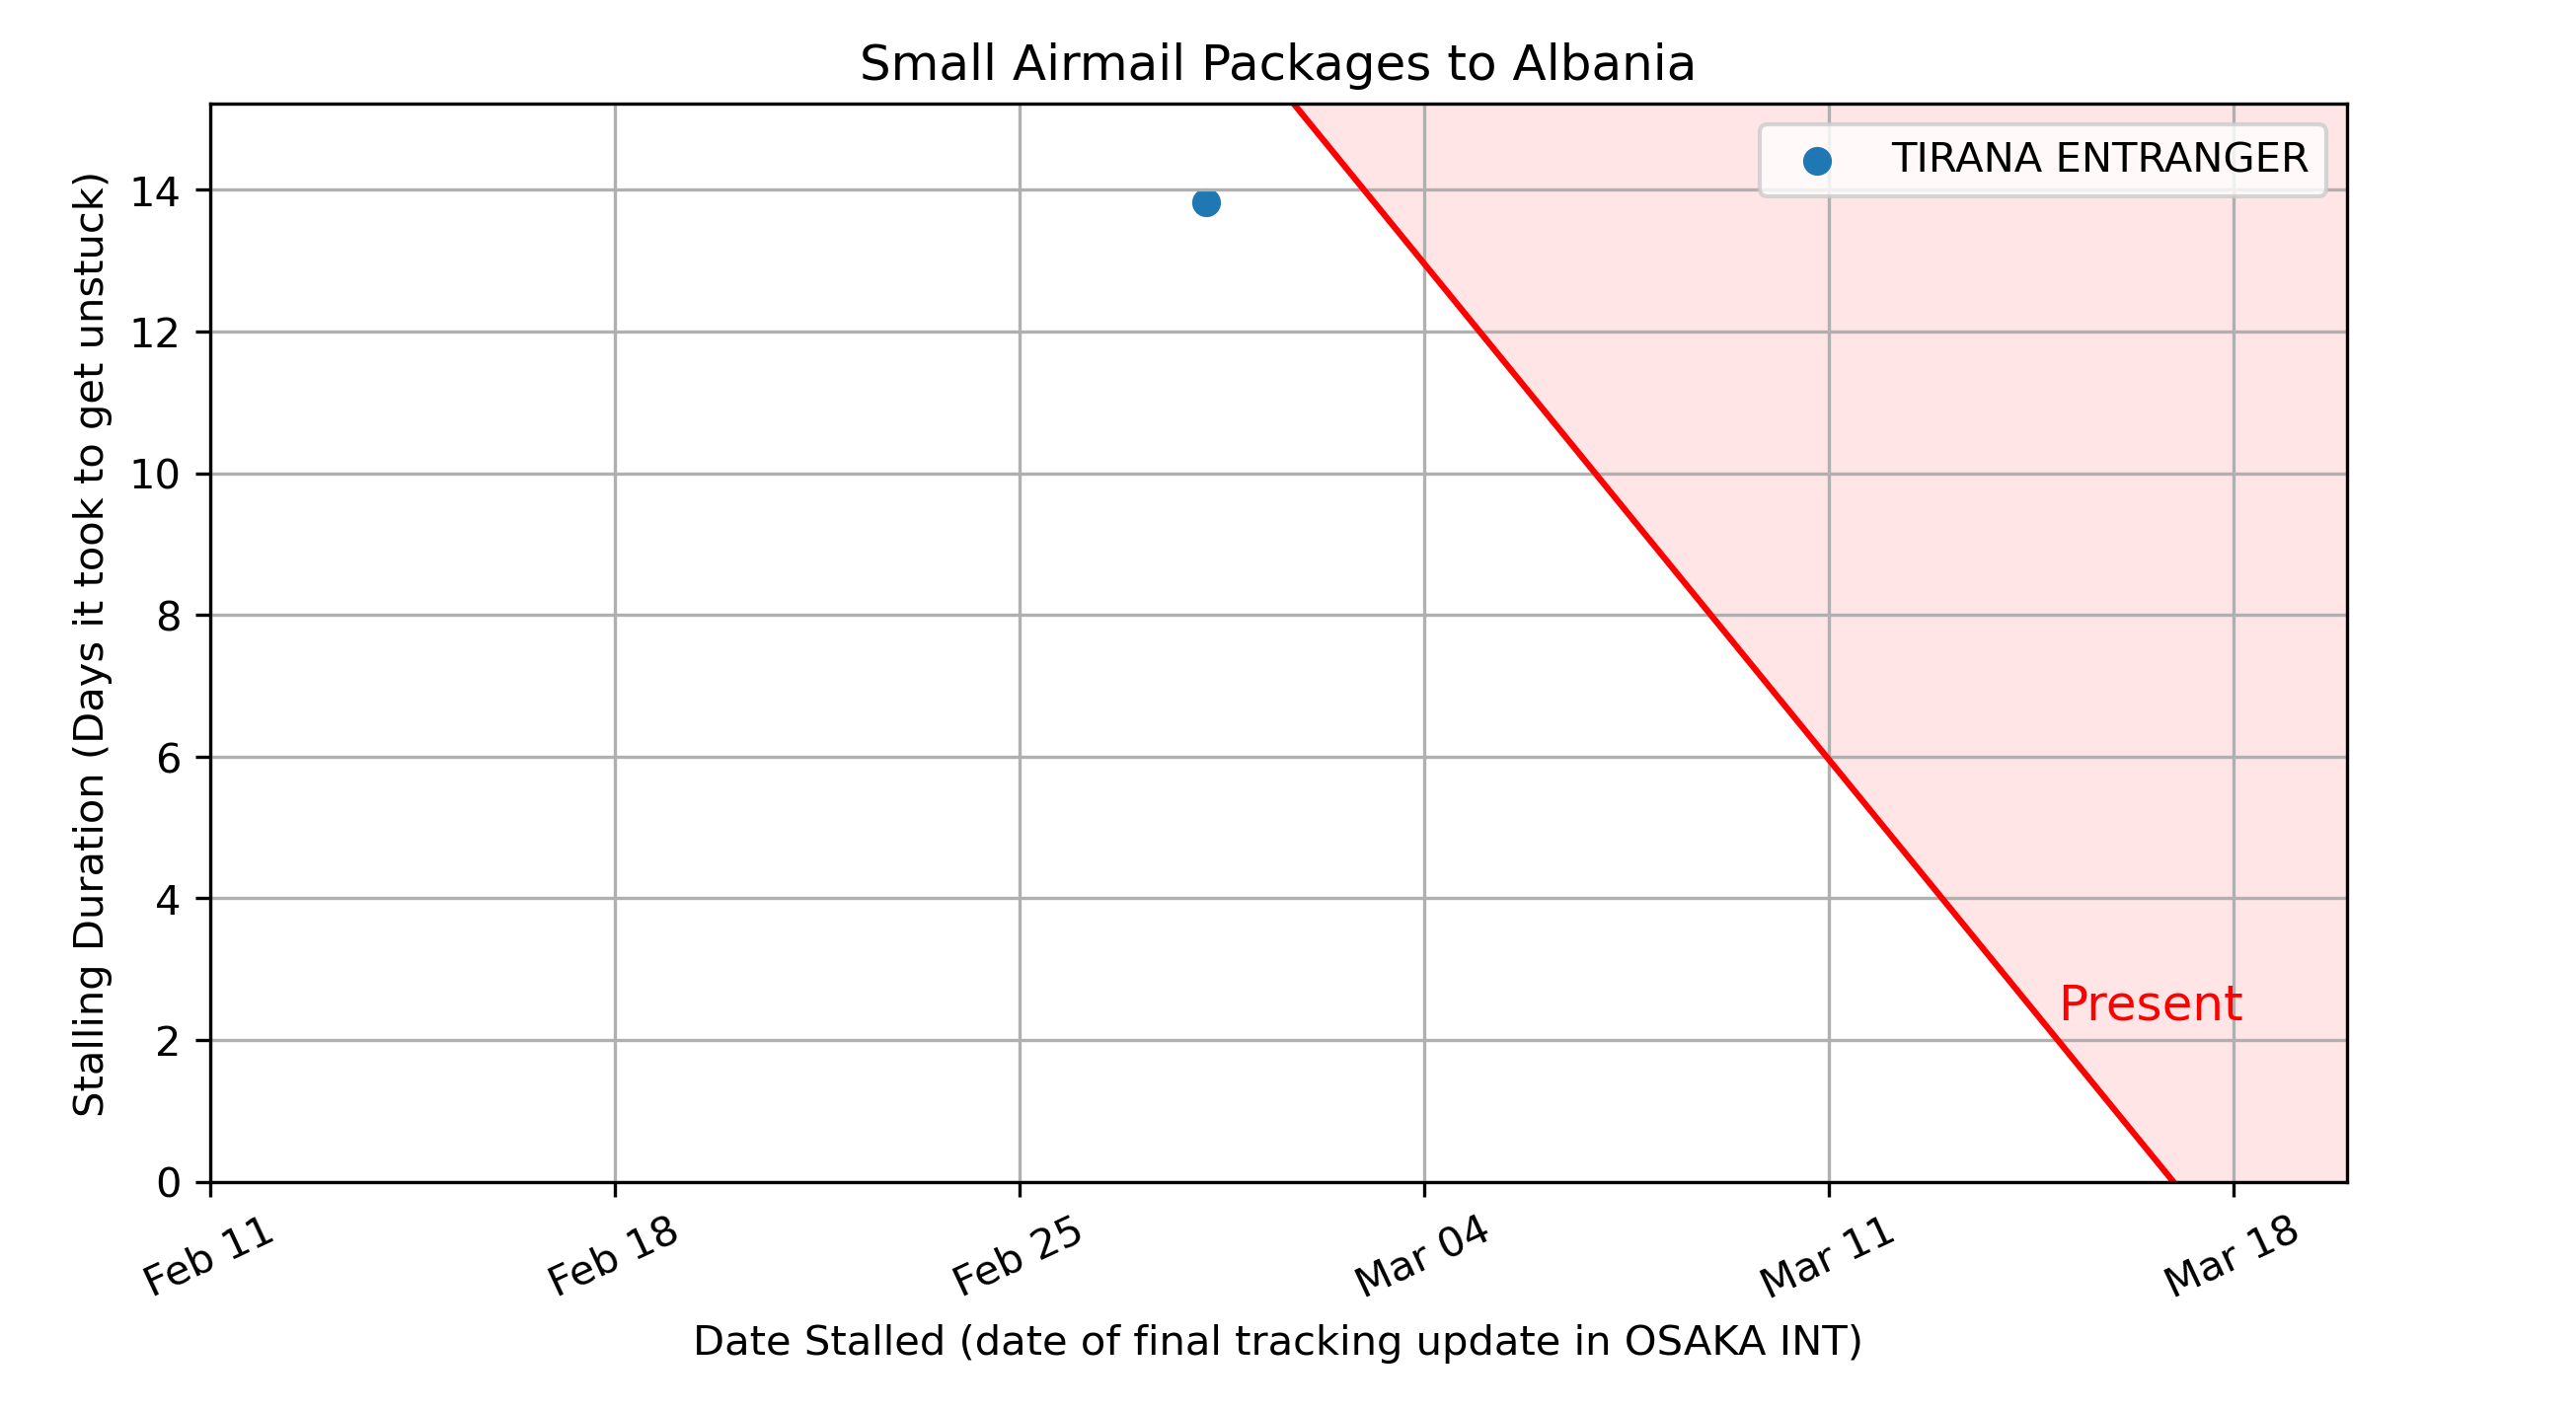 Small Airmail Packages to Albania
TIRANA ENTRANGER
Stalling Duration (Days it took to get unstuck)
14
12
10
8
6
4
2
0
Present
Feb 11
Feb 18
Feb 25
Mar 04
Mar 11
Mar 18
Date Stalled (date of final tracking update in OSAKA INT)